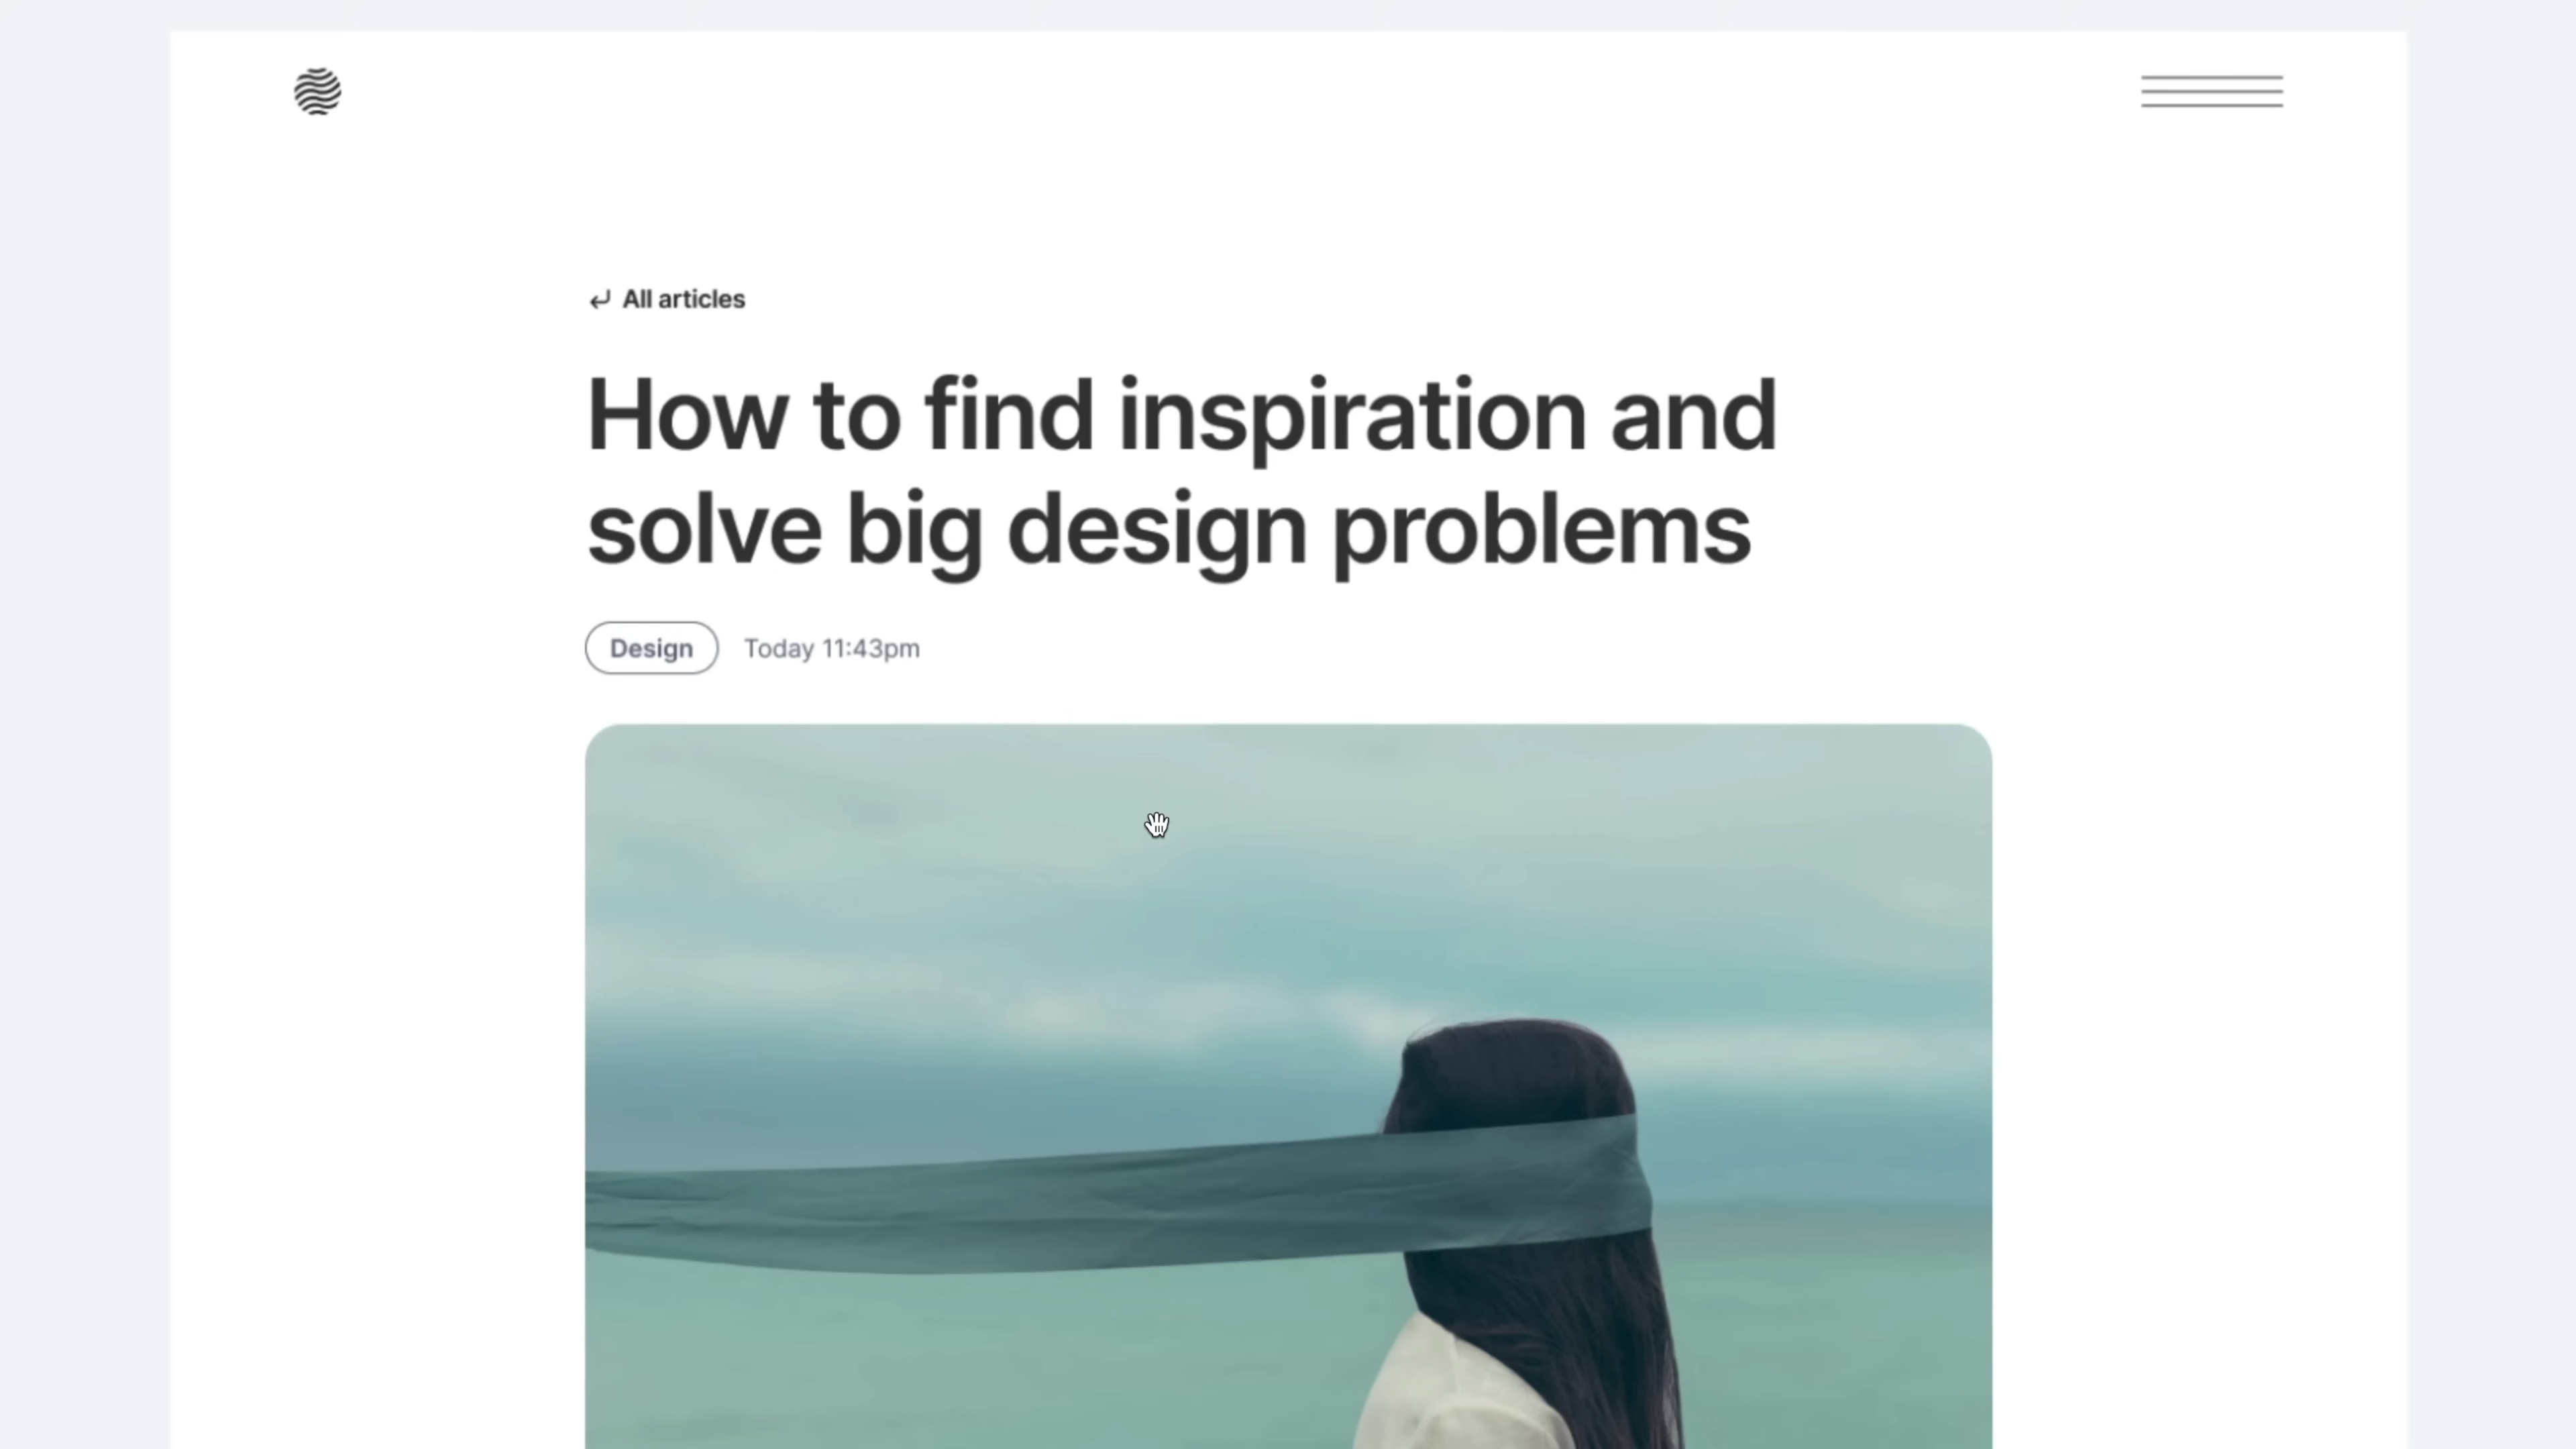 All articles
How to find inspiration and
solve big design problems
Design
Today 11:43pm